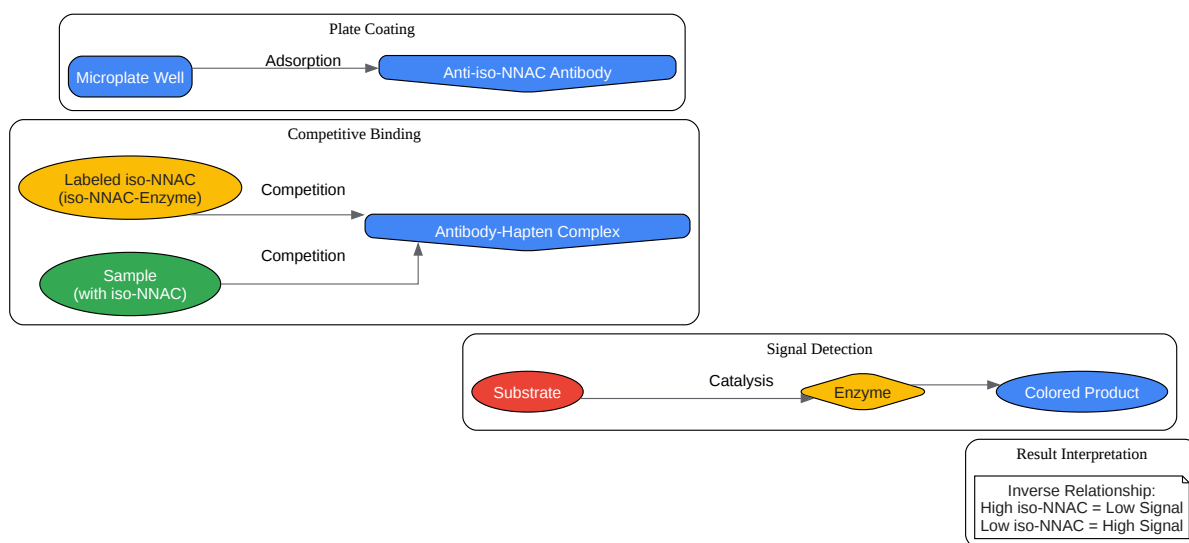 Plate Coating
Microplate Well
Adsorption
Anti-iso-NNAC Antibody
Competitive Binding
Labeled iso-NNAC
(iso-NNAC-Enzyme)
Competition
Antibody-Hapten Complex
Competition
Sample
(with iso-NNAC)
Signal Detection
Substrate
Catalysis
Enzyme
Colored Product
Result Interpretation
Inverse Relationship:
High iso-NNAC = Low Signal
Low iso-NNAC = High Signal